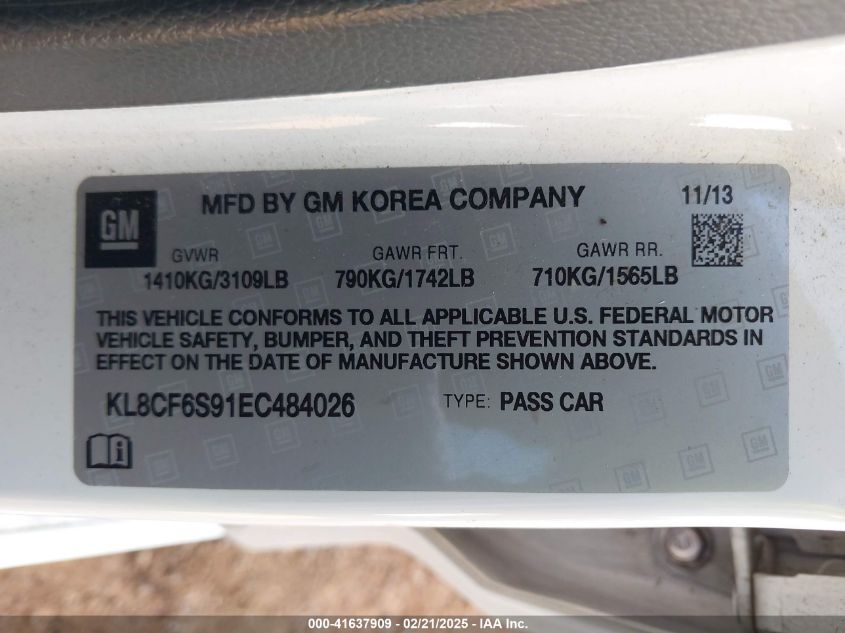 GM MFD BY GM KOREA COMPANY 11/13
GVWR GAWR FRT. GAWR RR.
1410KG/3109LB 790KG/1742LB 710KG/1565LB
THIS VEHICLE CONFORMS TO ALL APPLICABLE U.S. FEDERAL MOTOR
VEHICLE SAFETY, BUMPER, AND THEFT PREVENTION STANDARDS IN
EFFECT ON THE DATE OF MANUFACTURE SHOWN ABOVE.
KL8CF6S91EC484026 TYPE: PASS CAR
000-41637909 - 02/21/2025 - IAA Inc.